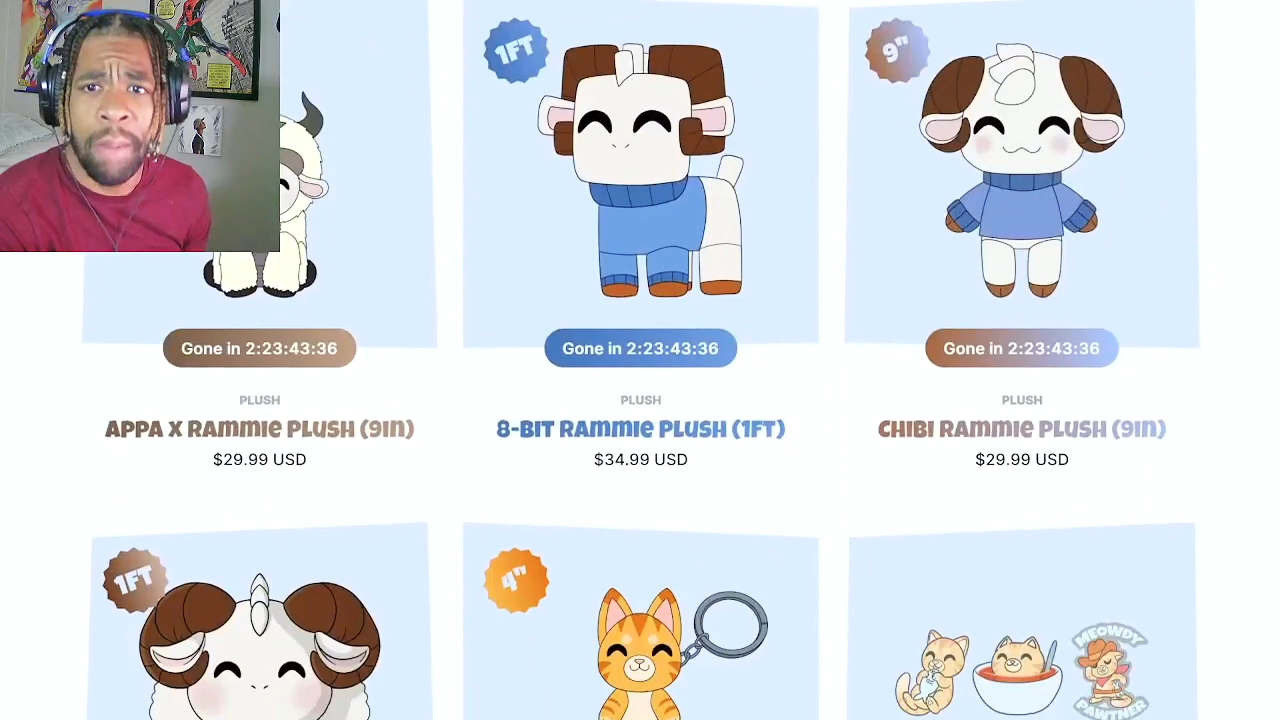 1FT
9"
Gone in 2:23:43:36
Gone in 2:23:43:36
Gone in 2:23:43:36
PLUSH
PLUSH
PLUSH
APPA X RAMMIE PLUSH (9IN)
8-BIT RAMMIE PLUSH (1FT)
CHIBI RAMMIE PLUSH (9IN)
$29.99 USD
$34.99 USD
$29.99 USD
1FT
4"
MEOWDY
PAWTNER